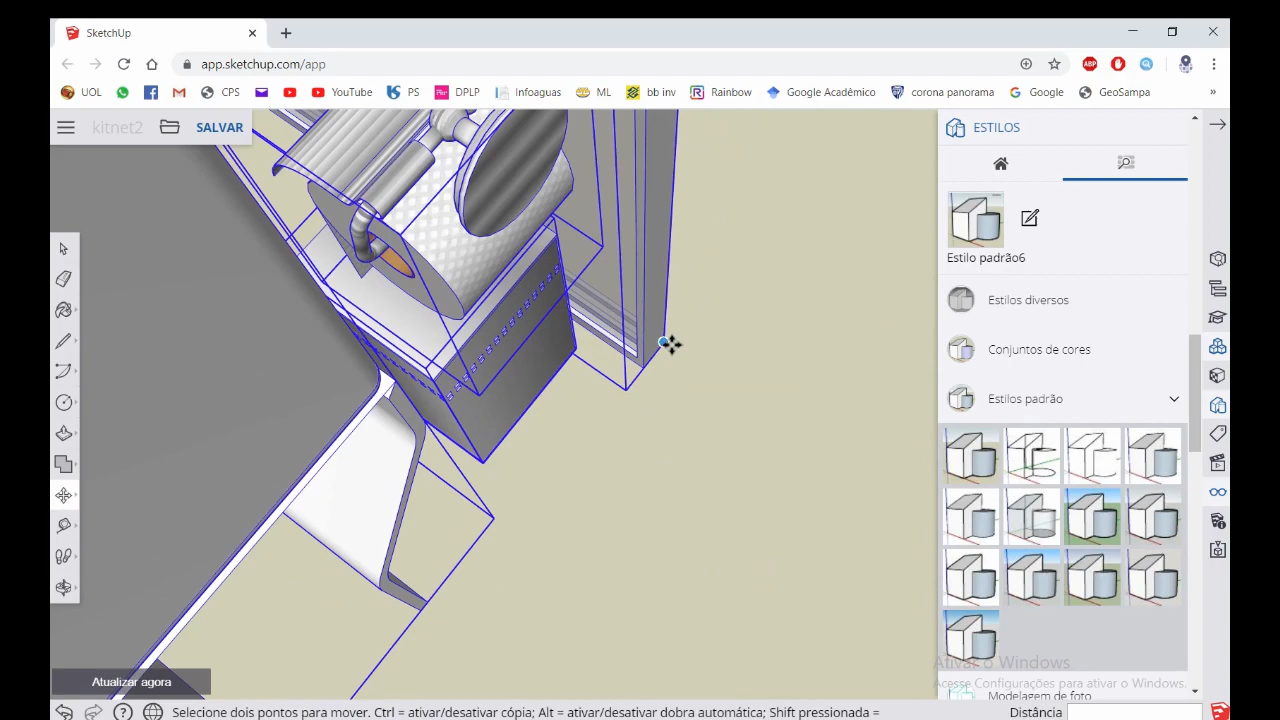 SketchUp
app.sketchup.com/app
ABP
UOL CPS YouTube PS DPLP Infoaguas ML bb inv Rainbow Google Acadêmico corona panorama Google GeoSampa »
kitnet2 SALVAR
ESTILOS
Estilo padrão6
Estilos diversos
Conjuntos de cores
Estilos padrão
Ativar o Windows
Acesse Configurações para ativar o Windows.
Modelagem de foto
Atualizar agora
Selecione dois pontos para mover. Ctrl = ativar/desativar cópia; Alt = ativar/desativar dobra automática; Shift pressionada =
Distância